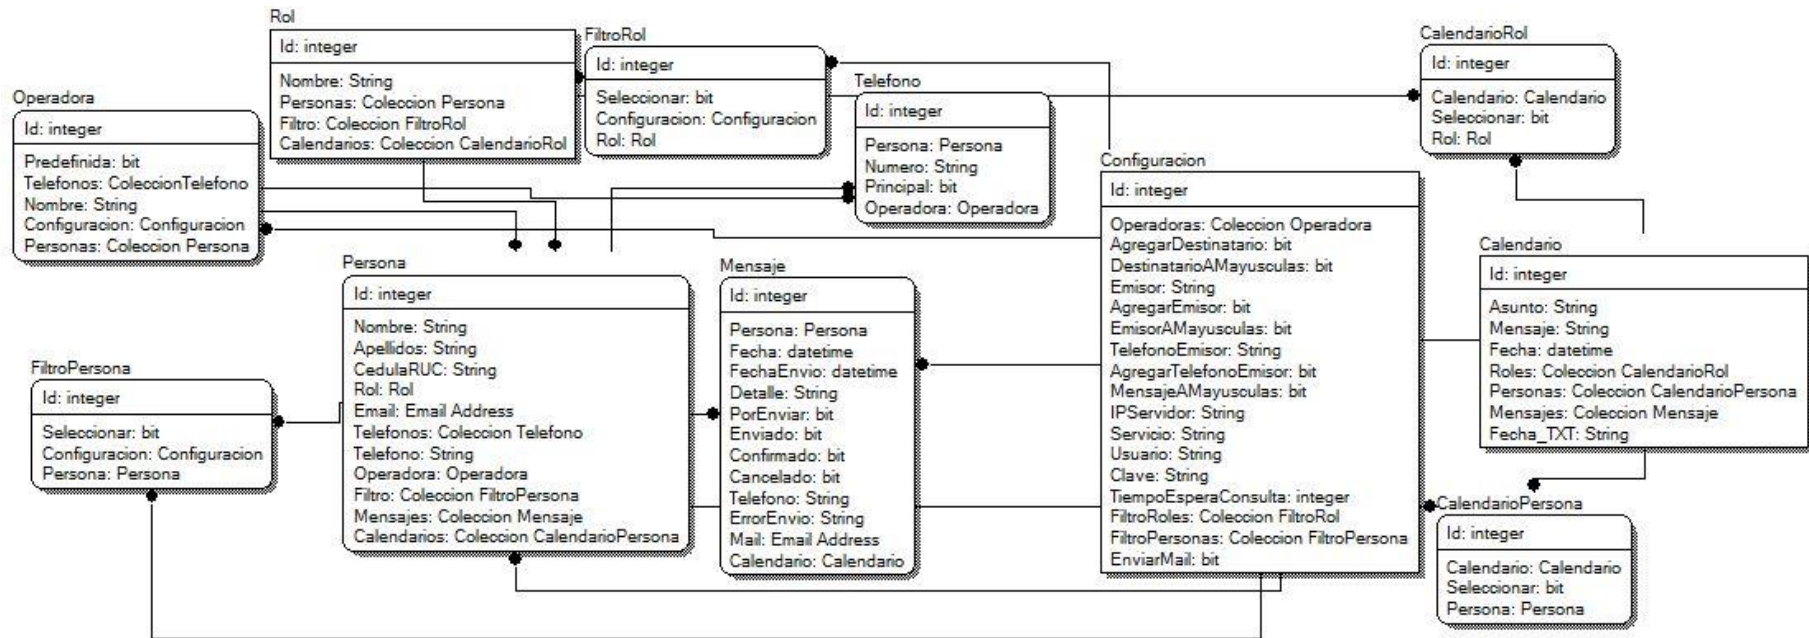 Rol
Id: integer
Nombre: String
Personas: Coleccion Persona
Filtro: Coleccion FiltroRol
Calendarios: Coleccion CalendarioRol
FiltroRol
Id: integer
Seleccionar: bit
Configuracion: Configuracion
Rol: Rol
CalendarioRol
Id: integer
Calendario: Calendario
Seleccionar: bit
Rol: Rol
Operadora
Id: integer
Predefinida: bit
Telefonos: ColeccionTelefono
Nombre: String
Configuracion: Configuracion
Personas: Coleccion Persona
Telefono
Id: integer
Persona: Persona
Numero: String
Principal: bit
Operadora: Operadora
Configuracion
Id: integer
Operadoras: Coleccion Operadora
AgregarDestinatario: bit
DestinatarioAMayusculas: bit
Emisor: String
AgregarEmisor: bit
EmisorAMayusculas: bit
TelefonoEmisor: String
AgregarTelefonoEmisor: bit
MensajeAMayusculas: bit
IPServidor: String
Servicio: String
Usuario: String
Clave: String
TiempoEsperaConsulta: integer
FiltroRoles: Coleccion FiltroRol
FiltroPersonas: Coleccion FiltroPersona
EnviarMail: bit
Calendario
Id: integer
Asunto: String
Mensaje: String
Fecha: datetime
Roles: Coleccion CalendarioRol
Personas: Coleccion CalendarioPersona
Mensajes: Coleccion Mensaje
Fecha_TXT: String
Persona
Id: integer
Nombre: String
Apellidos: String
CedulaRUC: String
Rol: Rol
Email: Email Address
Telefonos: Coleccion Telefono
Telefono: String
Operadora: Operadora
Filtro: Coleccion FiltroPersona
Mensajes: Coleccion Mensaje
Calendarios: Coleccion CalendarioPersona
Mensaje
Id: integer
Persona: Persona
Fecha: datetime
FechaEnvio: datetime
Detalle: String
PorEnviar: bit
Enviado: bit
Confirmado: bit
Cancelado: bit
Telefono: String
ErrorEnvio: String
Mail: Email Address
Calendario: Calendario
FiltroPersona
Id: integer
Seleccionar: bit
Configuracion: Configuracion
Persona: Persona
CalendarioPersona
Id: integer
Calendario: Calendario
Seleccionar: bit
Persona: Persona